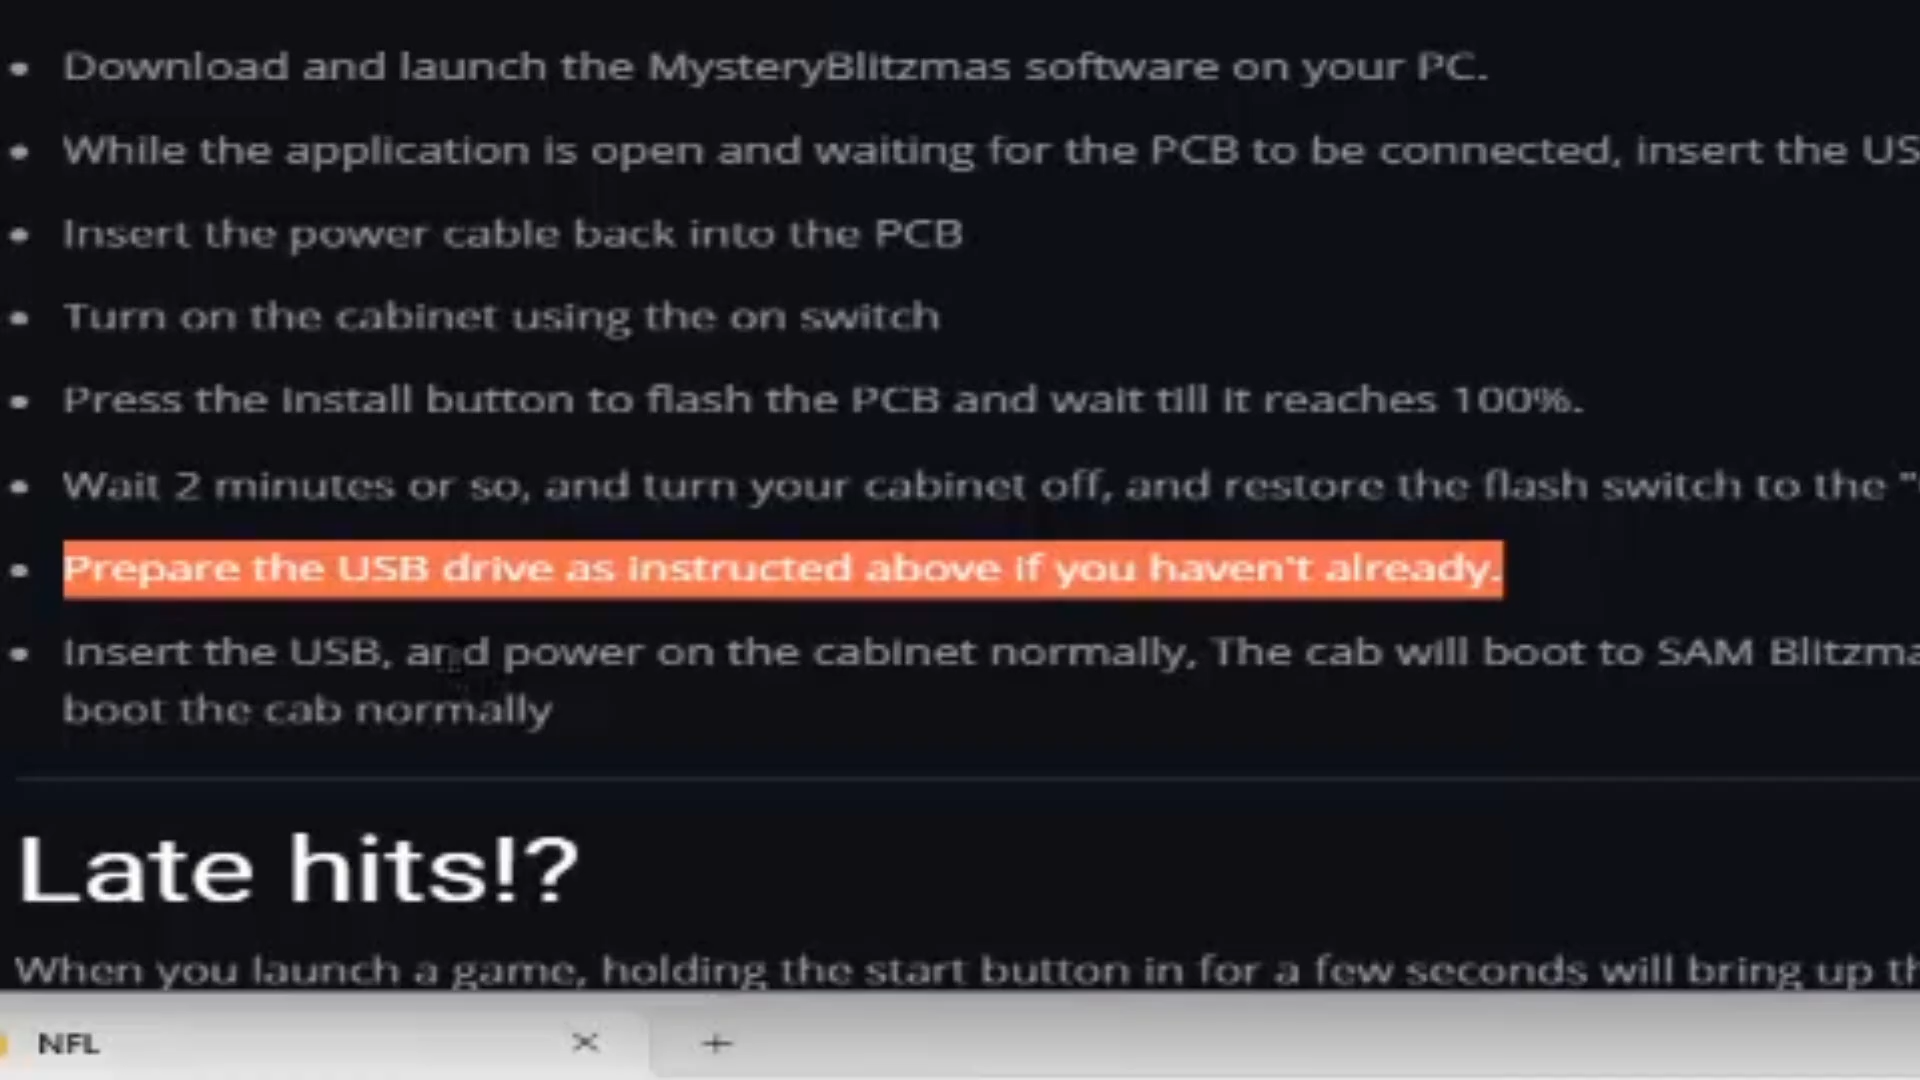 Download and launch the MysteryBlitzmas software on your PC.
While the application is open and waiting for the PCB to be connected, insert the US
Insert the power cable back into the PCB
Turn on the cabinet using the on switch
Press the Install button to flash the PCB and wait till it reaches 100%.
Wait 2 minutes or so, and turn your cabinet off, and restore the flash switch to the "
Prepare the USB drive as instructed above if you haven't already.
Insert the USB, and power on the cabinet normally, The cab will boot to SAM Blitzma
boot the cab normally
Late hits!?
When you launch a game, holding the start button in for a few seconds will bring up th
NFL